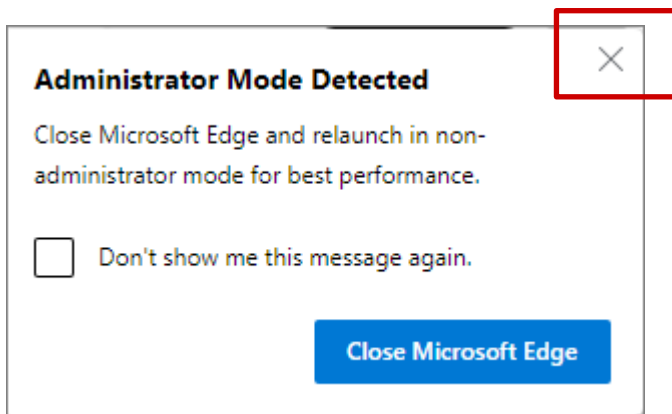 Administrator Mode Detected
Close Microsoft Edge and relaunch in non-
administrator mode for best performance.
Don't show me this message again.
Close Microsoft Edge